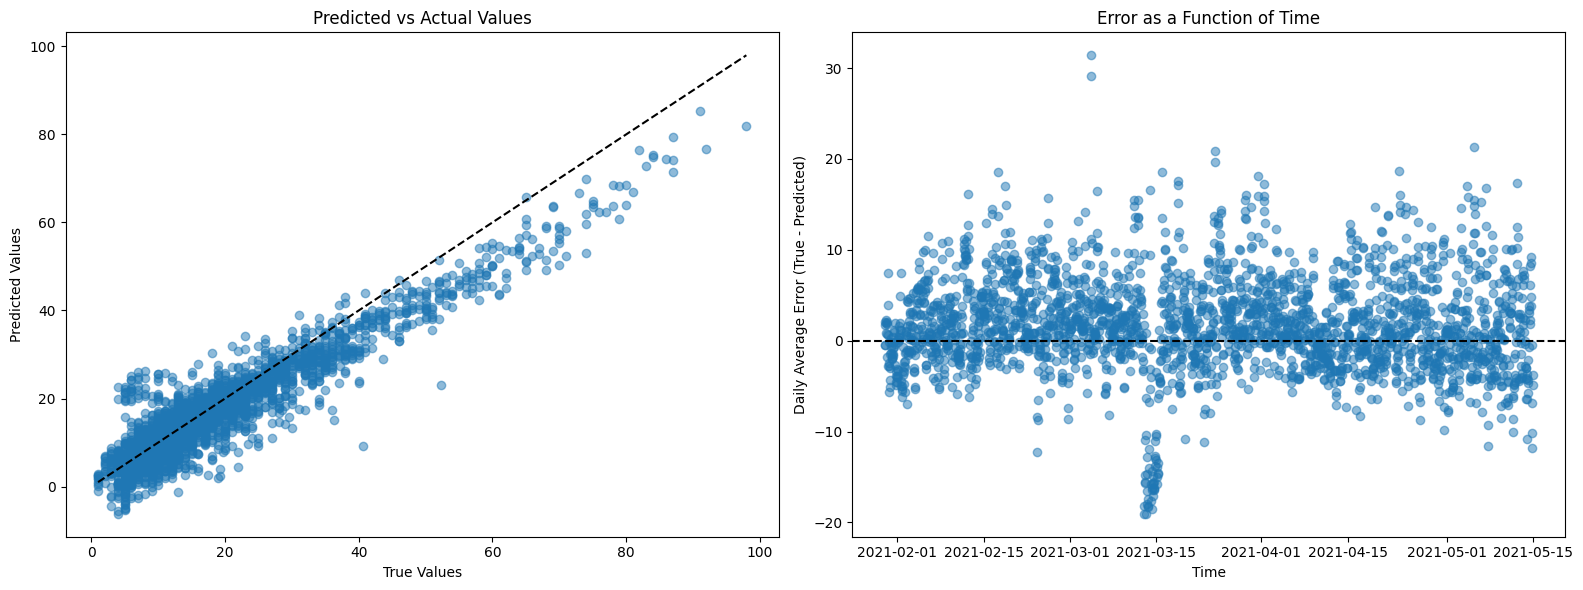 Predicted vs Actual Values
Predicted Values
100
80
60
40
20
0
0 20 40 60 80 100
True Values
Error as a Function of Time
Daily Average Error (True - Predicted)
30
20
10
0
−10
−20
2021-02-01 2021-02-15 2021-03-01 2021-03-15 2021-04-01 2021-04-15 2021-05-01 2021-05-15
Time